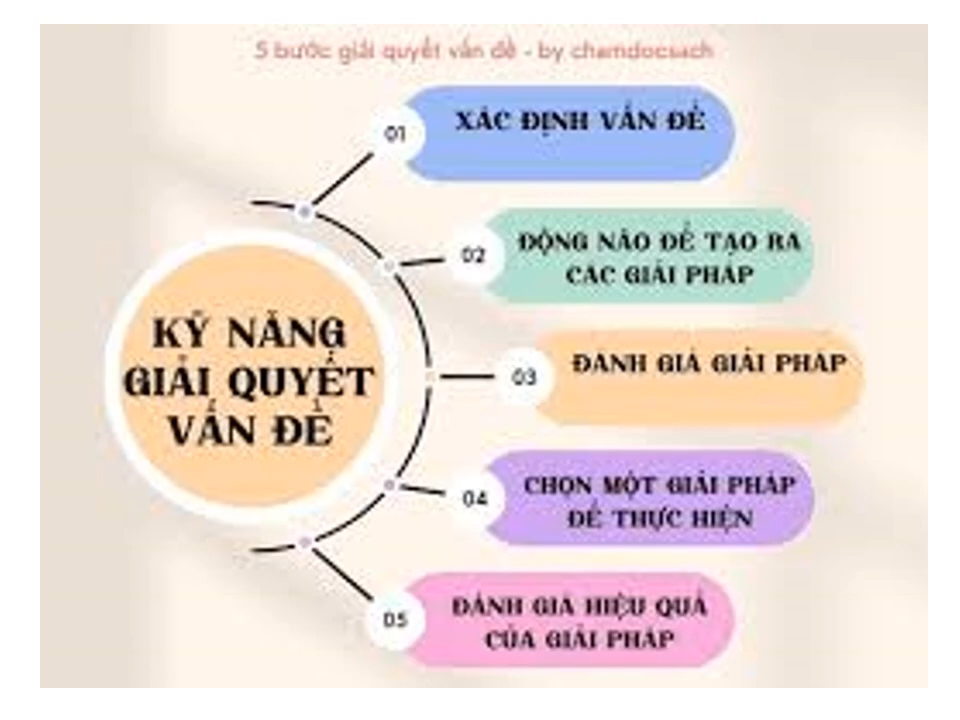 5 bước giải quyết vấn đề - by chamdocsach
01
XÁC ĐỊNH VẤN ĐỀ
02
ĐỘNG NÃO ĐỂ TẠO RA
CÁC GIẢI PHÁP
KỸ NĂNG
GIẢI QUYẾT
VẤN ĐỀ
03
ĐÁNH GIÁ GIẢI PHÁP
04
CHỌN MỘT GIẢI PHÁP
ĐỂ THỰC HIỆN
05
ĐÁNH GIÁ HIỆU QUẢ
CỦA GIẢI PHÁP